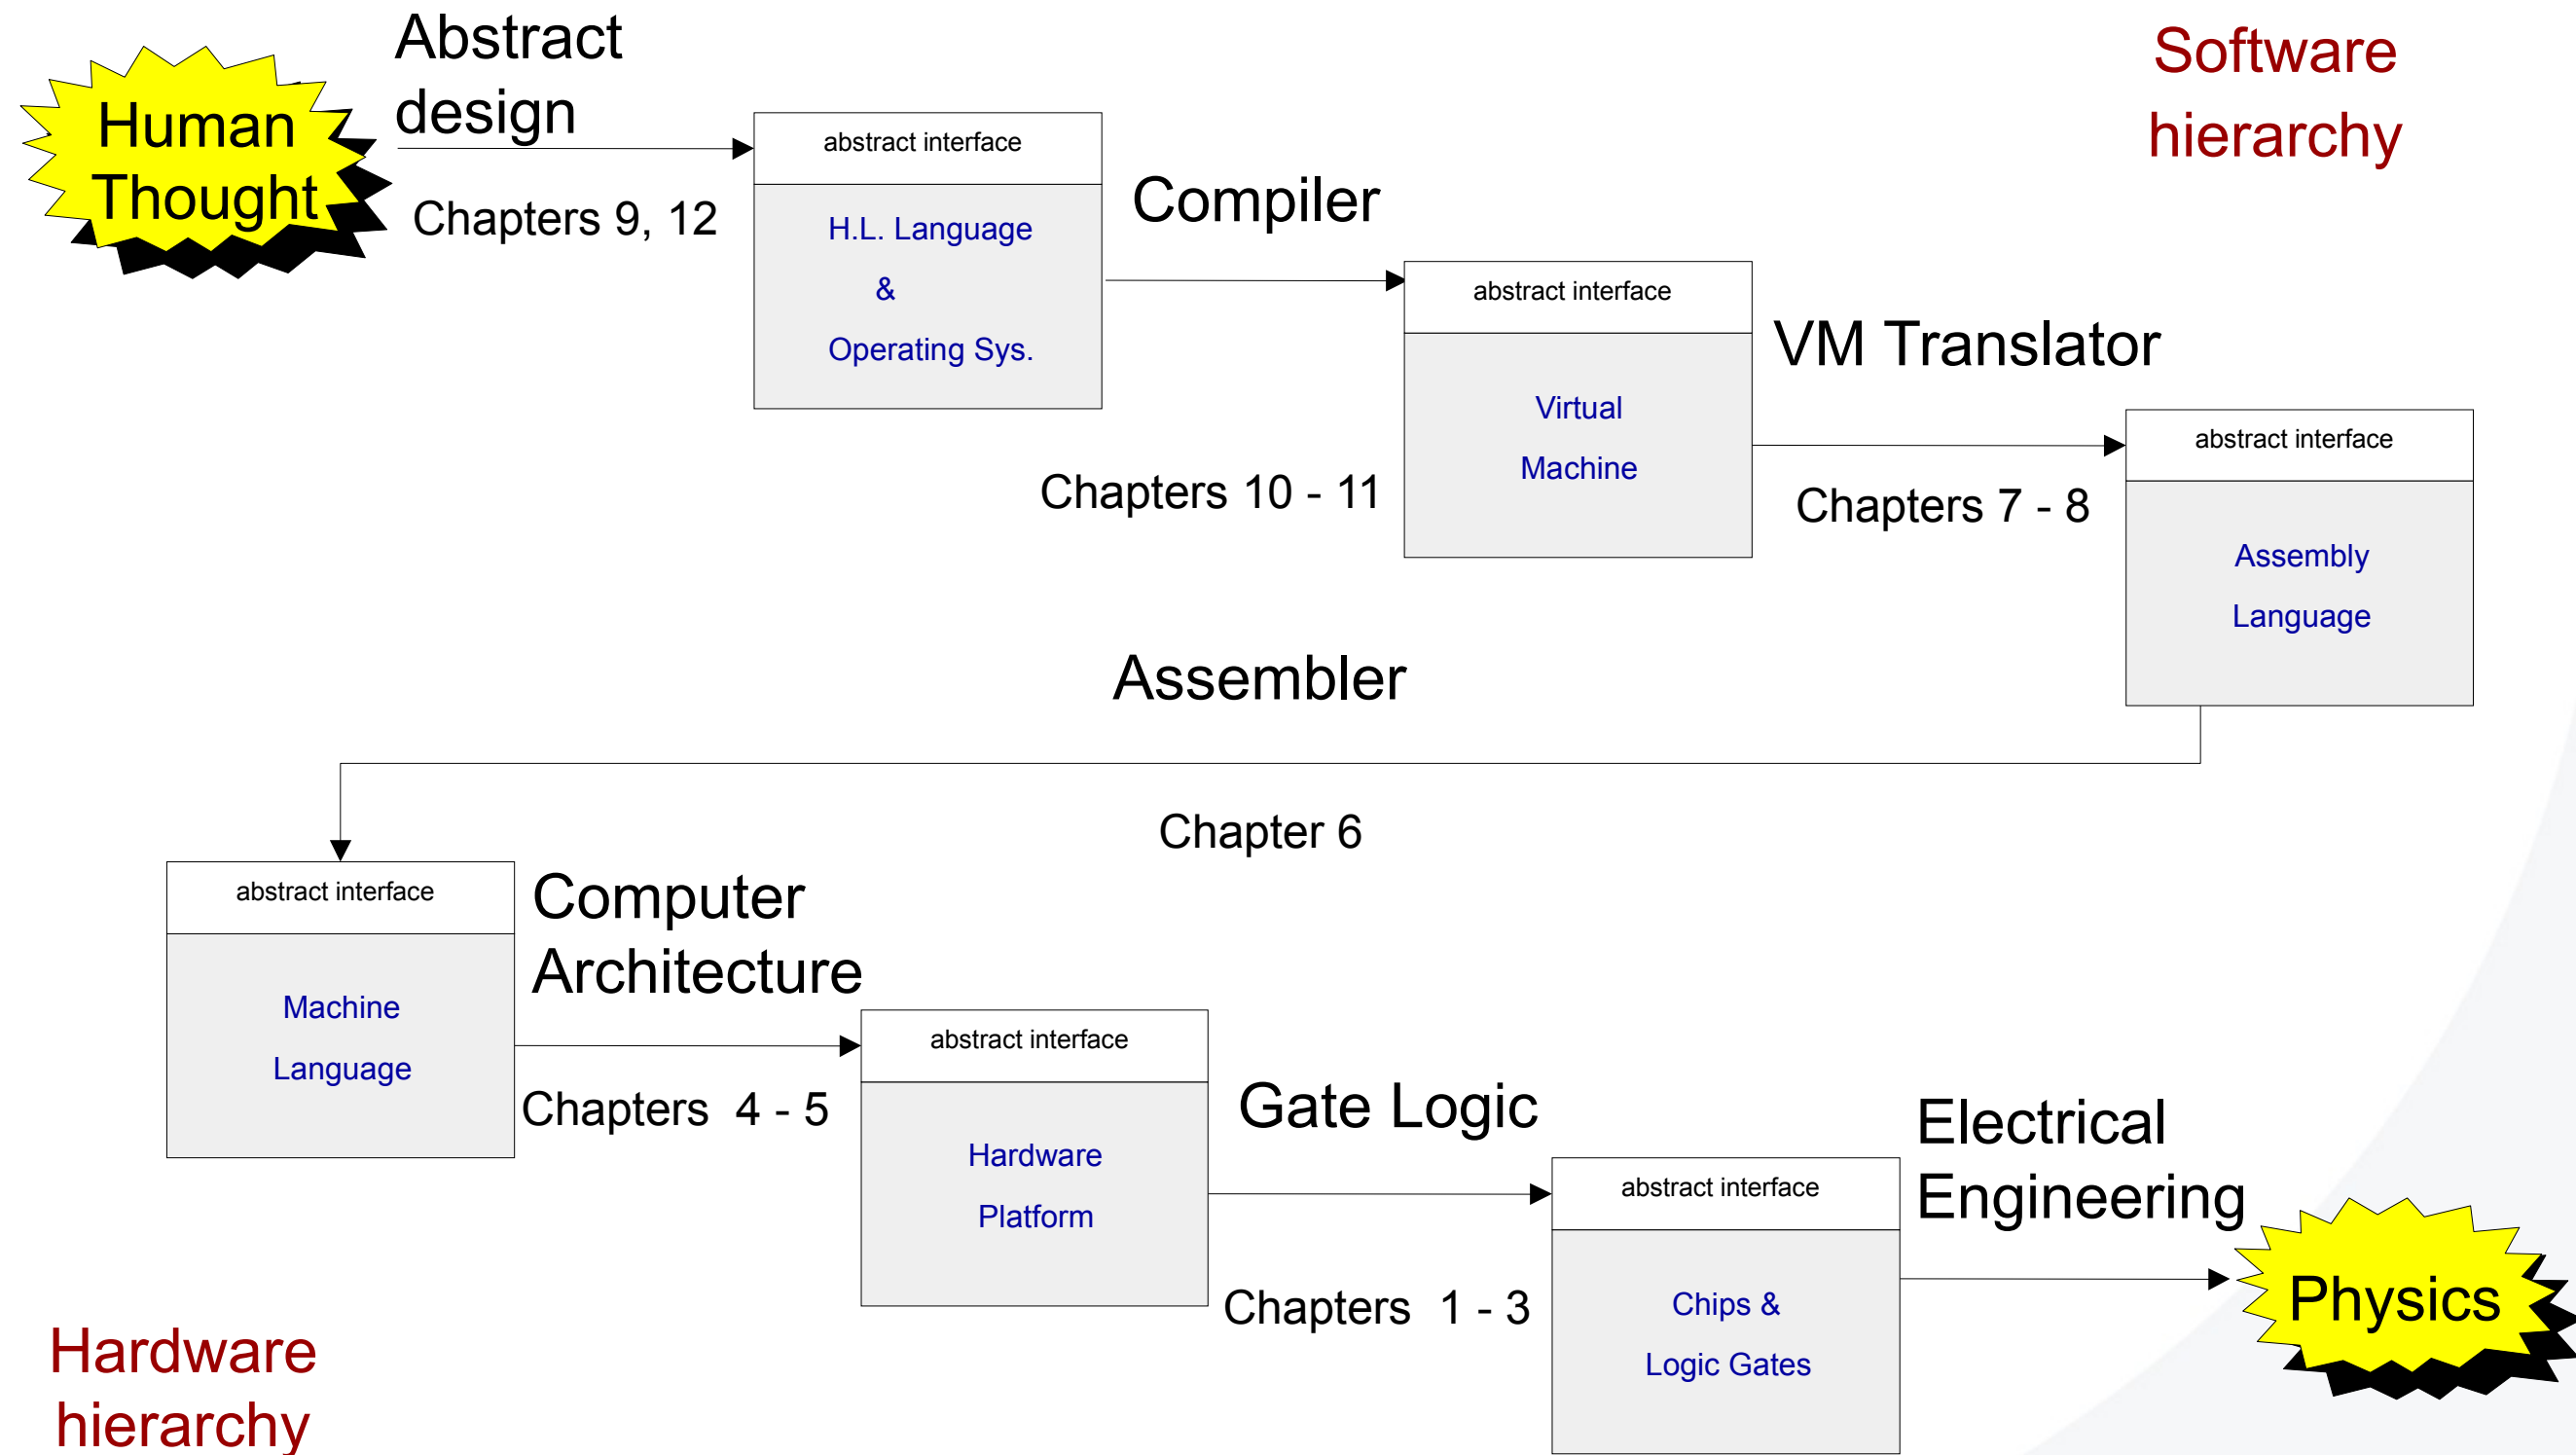 Human
Thought
Abstract
design
Chapters 9, 12
Software
hierarchy
abstract interface
H.L. Language
&
Operating Sys.
Compiler
Chapters 10 - 11
abstract interface
Virtual
Machine
VM Translator
Chapters 7 - 8
abstract interface
Assembly
Language
Assembler
Chapter 6
abstract interface
Machine
Language
Computer
Architecture
Chapters 4 - 5
abstract interface
Hardware
Platform
Gate Logic
Chapters 1 - 3
abstract interface
Chips &
Logic Gates
Electrical
Engineering
Physics
Hardware
hierarchy